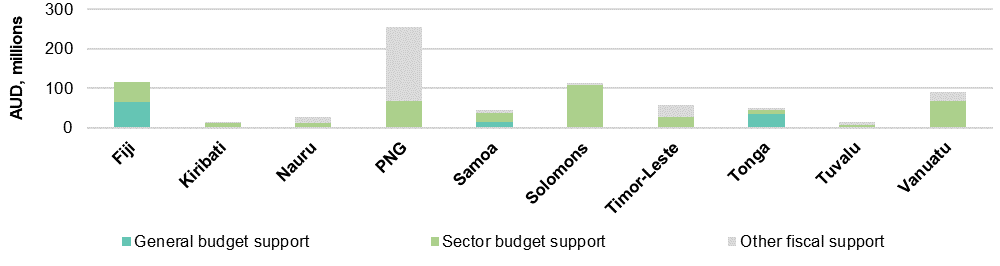 AUD, millions
300
200
100
0
Fiji
Kiribati
Nauru
PNG
Samoa
Solomons
Timor-Leste
Tonga
Tuvalu
Vanuatu
General budget support
Sector budget support
Other fiscal support